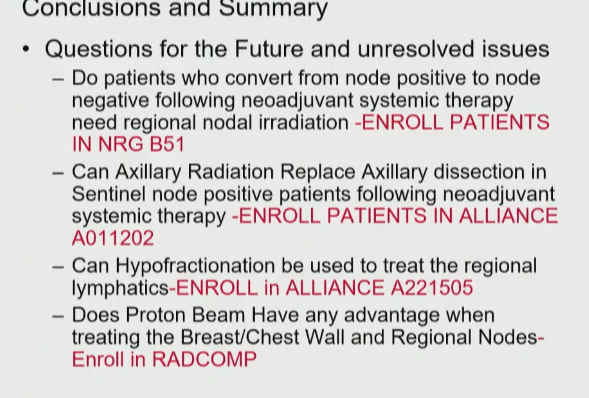 Conclusions and Summary
• Questions for the Future and unresolved issues
– Do patients who convert from node positive to node
negative following neoadjuvant systemic therapy
need regional nodal irradiation -ENROLL PATIENTS
IN NRG B51
– Can Axillary Radiation Replace Axillary dissection in
Sentinel node positive patients following neoadjuvant
systemic therapy -ENROLL PATIENTS IN ALLIANCE
A011202
– Can Hypofractionation be used to treat the regional
lymphatics-ENROLL in ALLIANCE A221505
– Does Proton Beam Have any advantage when
treating the Breast/Chest Wall and Regional Nodes-
Enroll in RADCOMP